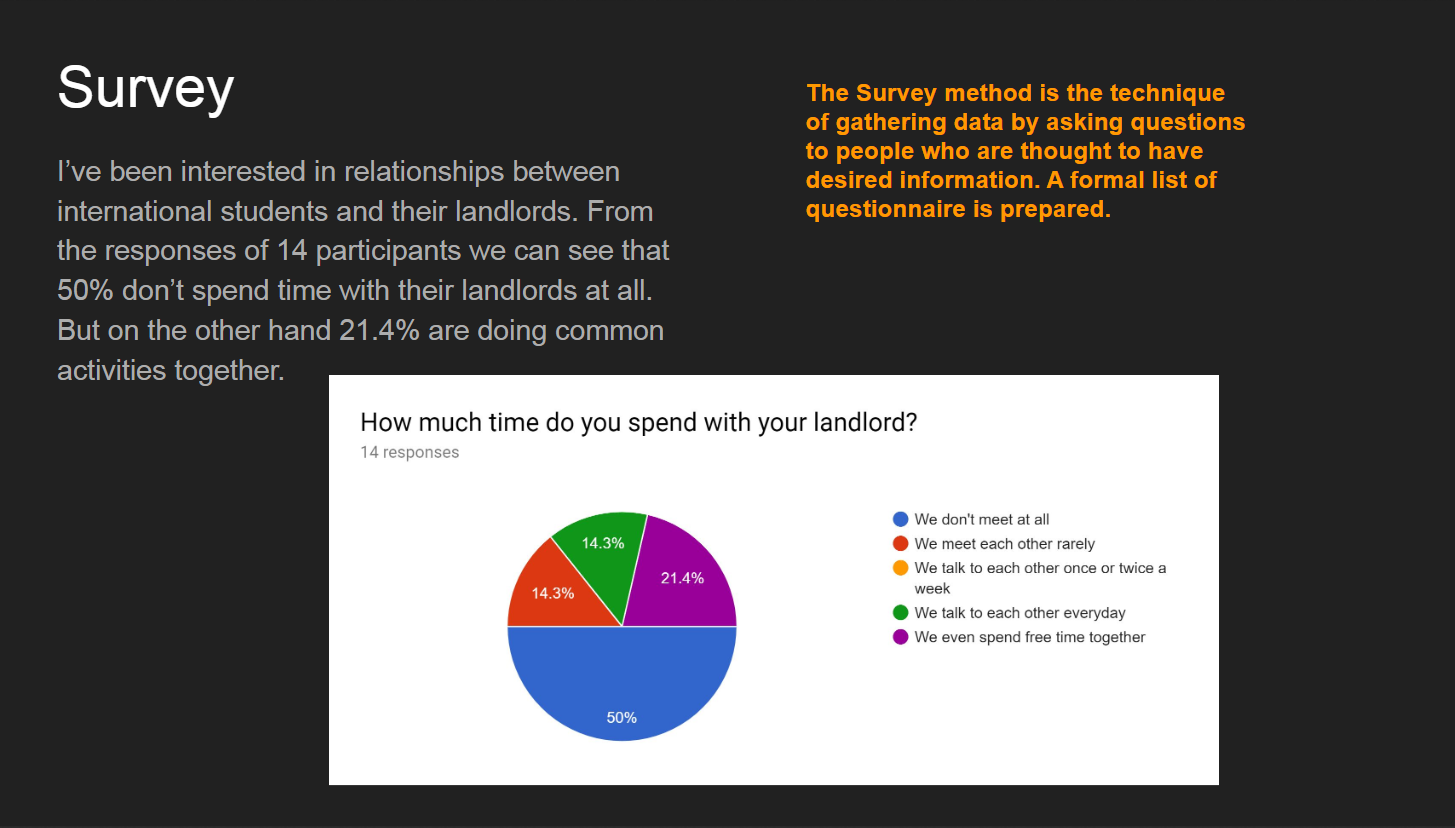 Survey
I've been interested in relationships between
international students and their landlords. From
the responses of 14 participants we can see that
50% don't spend time with their landlords at all.
But on the other hand 21.4% are doing common
activities together.
The Survey method is the technique
of gathering data by asking questions
to people who are thought to have
desired information. A formal list of
questionnaire is prepared.
How much time do you spend with your landlord?
14 responses
14.3%
14.3%
21.4%
50%
We don't meet at all
We meet each other rarely
We talk to each other once or twice a
week
We talk to each other everyday
We even spend free time together